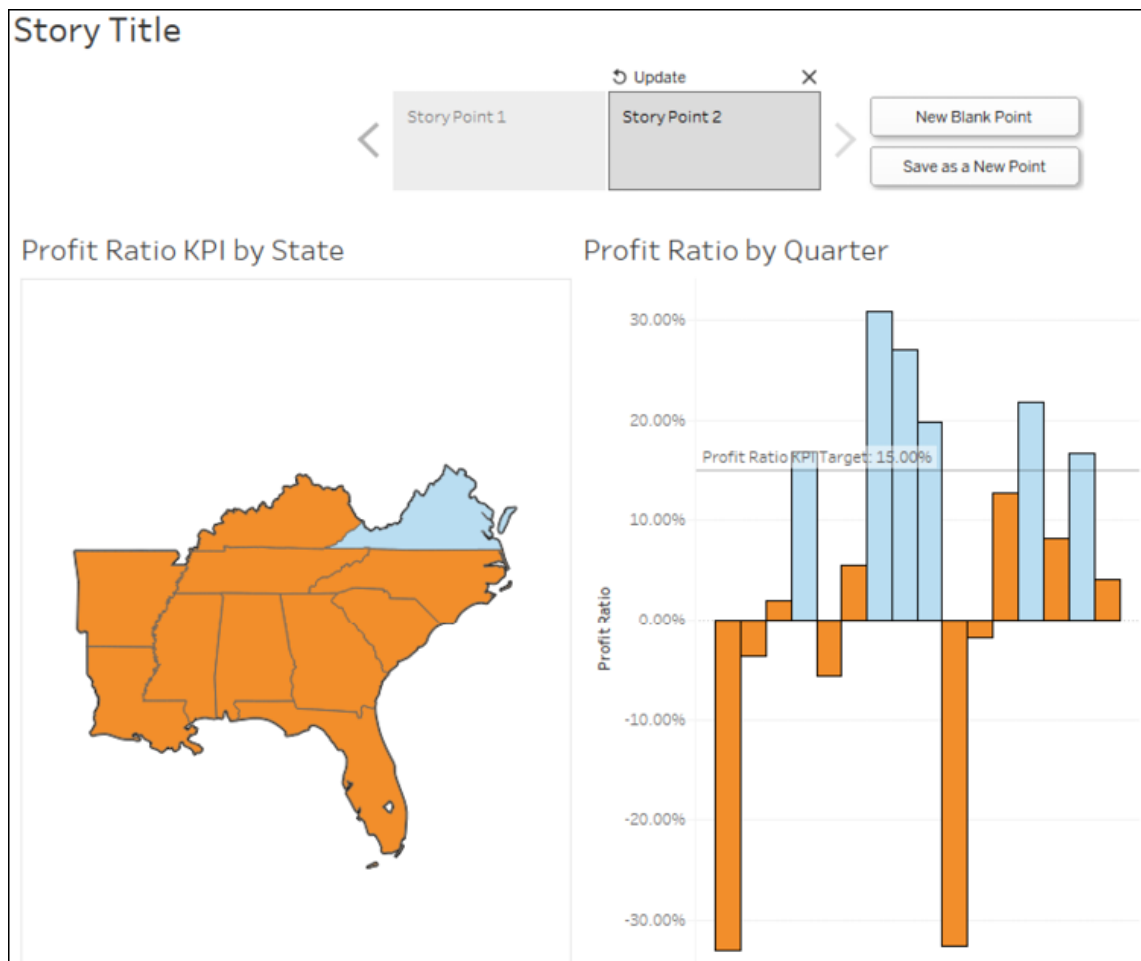 Story Title
Update
Story Point 1
Story Point 2
New Blank Point
Save as a New Point
Profit Ratio KPI by State
Profit Ratio by Quarter
30.00%
20.00%
Profit Ratio KPI Target: 15.00%
10.00%
0.00%
-10.00%
-20.00%
-30.00%
Profit Ratio